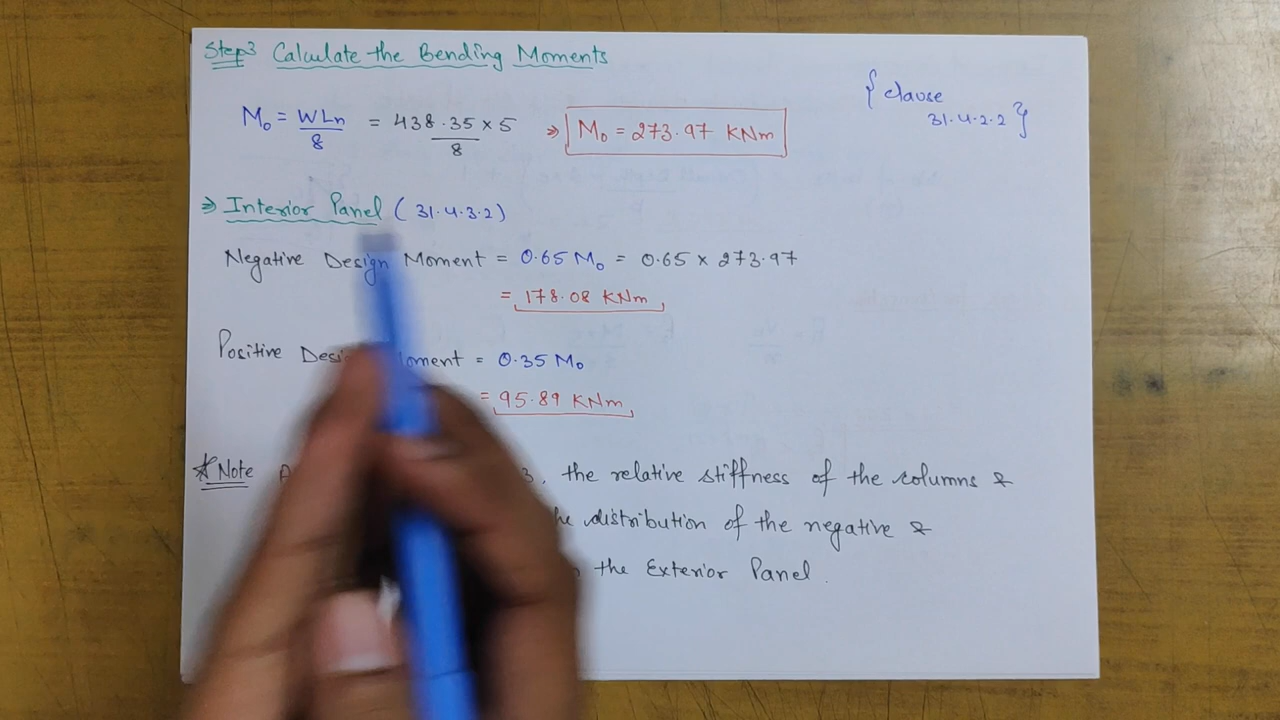 Step3 Calculate the Bending Moments
{ clause
31.4.2.2 }
M₀ = WLn/8 = 438.35 × 5/8 ⇒ M₀ = 273.97 KNm
⇒ Interior Panel (31.4.3.2)
Negative Design Moment = 0.65 M₀ = 0.65 × 273.97
= 178.08 KNm
Positive Moment = 0.35 M₀
= 95.89 KNm
*Note 3, the relative stiffness of the columns &
distribution of the negative &
the Exterior Panel.